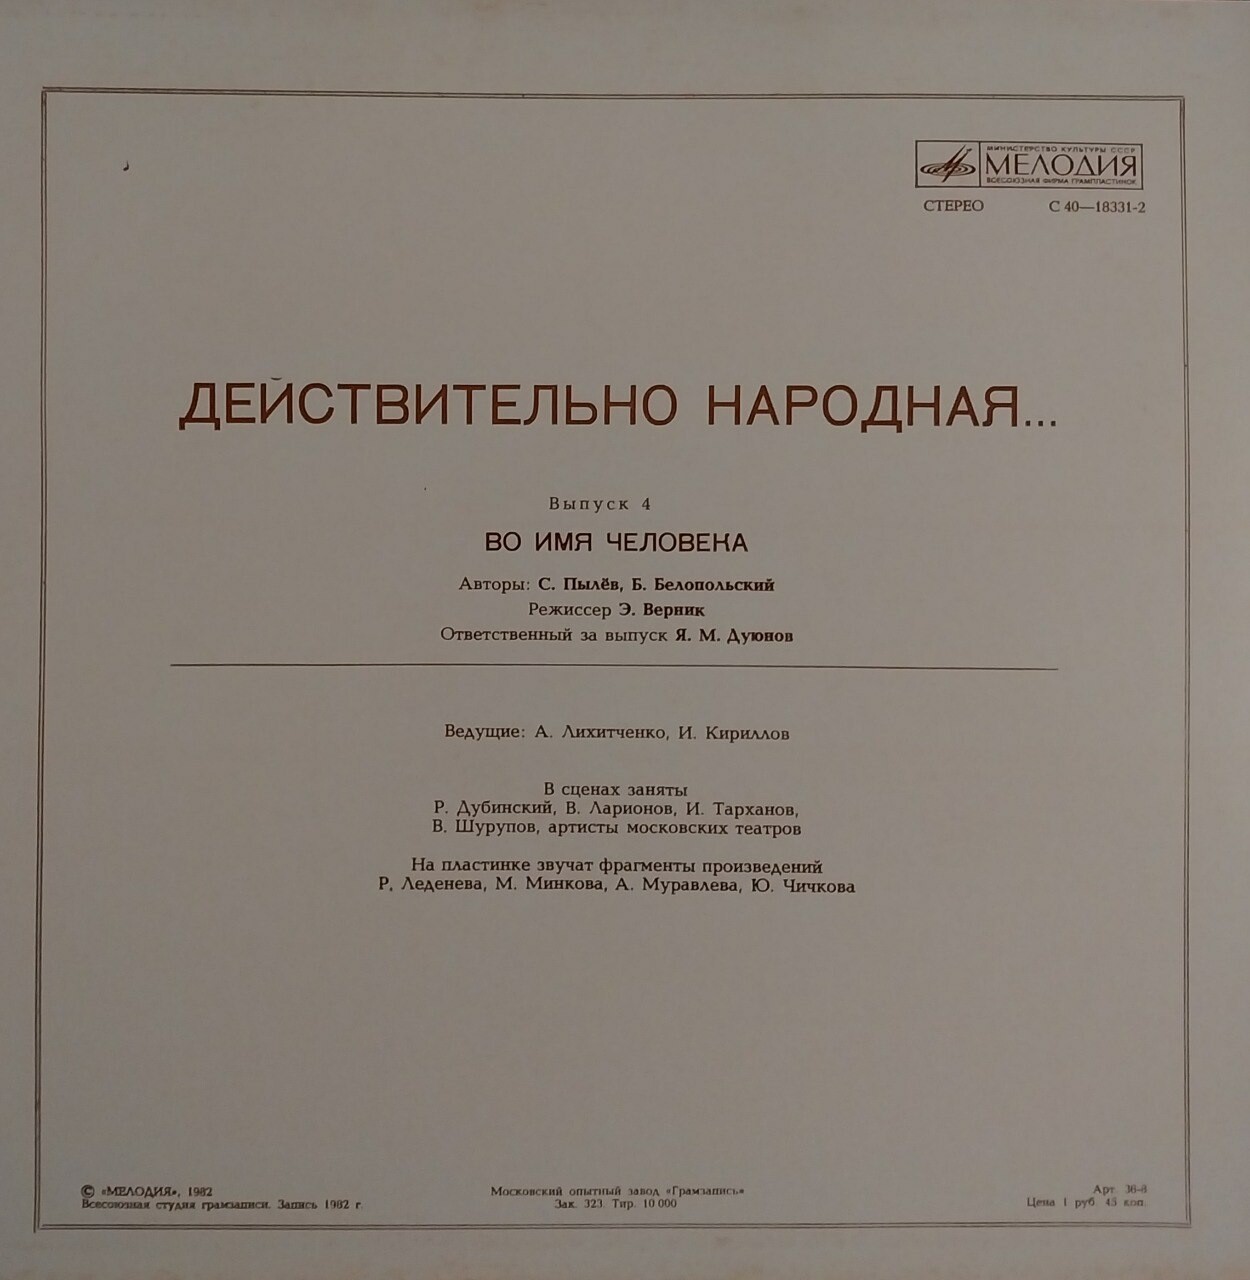 МИНИСТЕРСТВО КУЛЬТУРЫ СССР
МЕЛОДИЯ
ВСЕСОЮЗНАЯ ФИРМА ГРАМПЛАСТИНОК
СТЕРЕО С 40—18331-2
ДЕЙСТВИТЕЛЬНО НАРОДНАЯ...
Выпуск 4
ВО ИМЯ ЧЕЛОВЕКА
Авторы: С. Пылёв, Б. Белопольский
Режиссер Э. Верник
Ответственный за выпуск Я. М. Дуюнов
Ведущие: А. Лихитченко, И. Кириллов
В сценах заняты
Р. Дубинский, В. Ларионов, И. Тарханов,
В. Шурупов, артисты московских театров
На пластинке звучат фрагменты произведений
Р. Леденева, М. Минкова, А. Муравлева, Ю. Чичкова
© «МЕЛОДИЯ», 1982 Московский опытный завод «Грамзапись» Арт. 36-8
Всесоюзная студия грамзаписи. Запись 1982 г. Зак. 323. Тир. 10 000 Цена 1 руб. 45 коп.